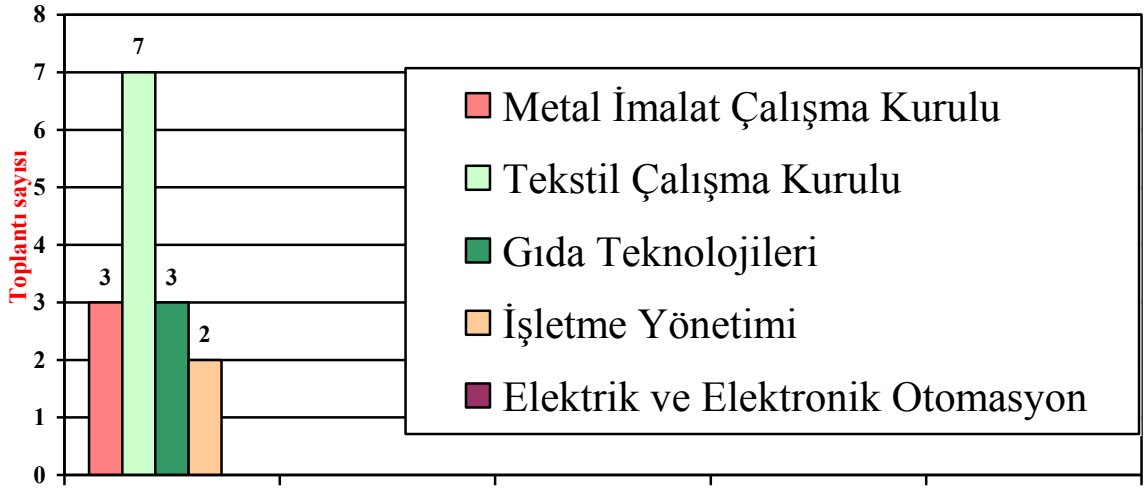 Toplantı sayısı
8
7
6
5
4
3
2
1
0
3
7
3
2
Metal İmalat Çalışma Kurulu
Tekstil Çalışma Kurulu
Gıda Teknolojileri
İşletme Yönetimi
Elektrik ve Elektronik Otomasyon